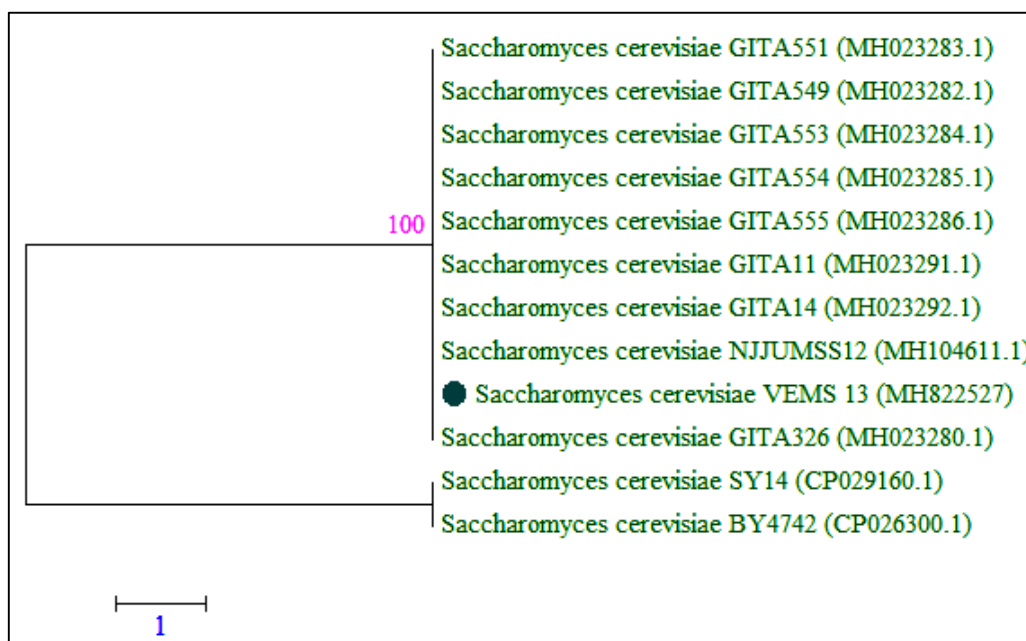 Saccharomyces cerevisiae GITA551 (MH023283.1)
Saccharomyces cerevisiae GITA549 (MH023282.1)
Saccharomyces cerevisiae GITA553 (MH023284.1)
Saccharomyces cerevisiae GITA554 (MH023285.1)
100
Saccharomyces cerevisiae GITA555 (MH023286.1)
Saccharomyces cerevisiae GITA11 (MH023291.1)
Saccharomyces cerevisiae GITA14 (MH023292.1)
Saccharomyces cerevisiae NJJUMSS12 (MH104611.1)
Saccharomyces cerevisiae VEMS 13 (MH822527)
Saccharomyces cerevisiae GITA326 (MH023280.1)
Saccharomyces cerevisiae SY14 (CP029160.1)
Saccharomyces cerevisiae BY4742 (CP026300.1)
1